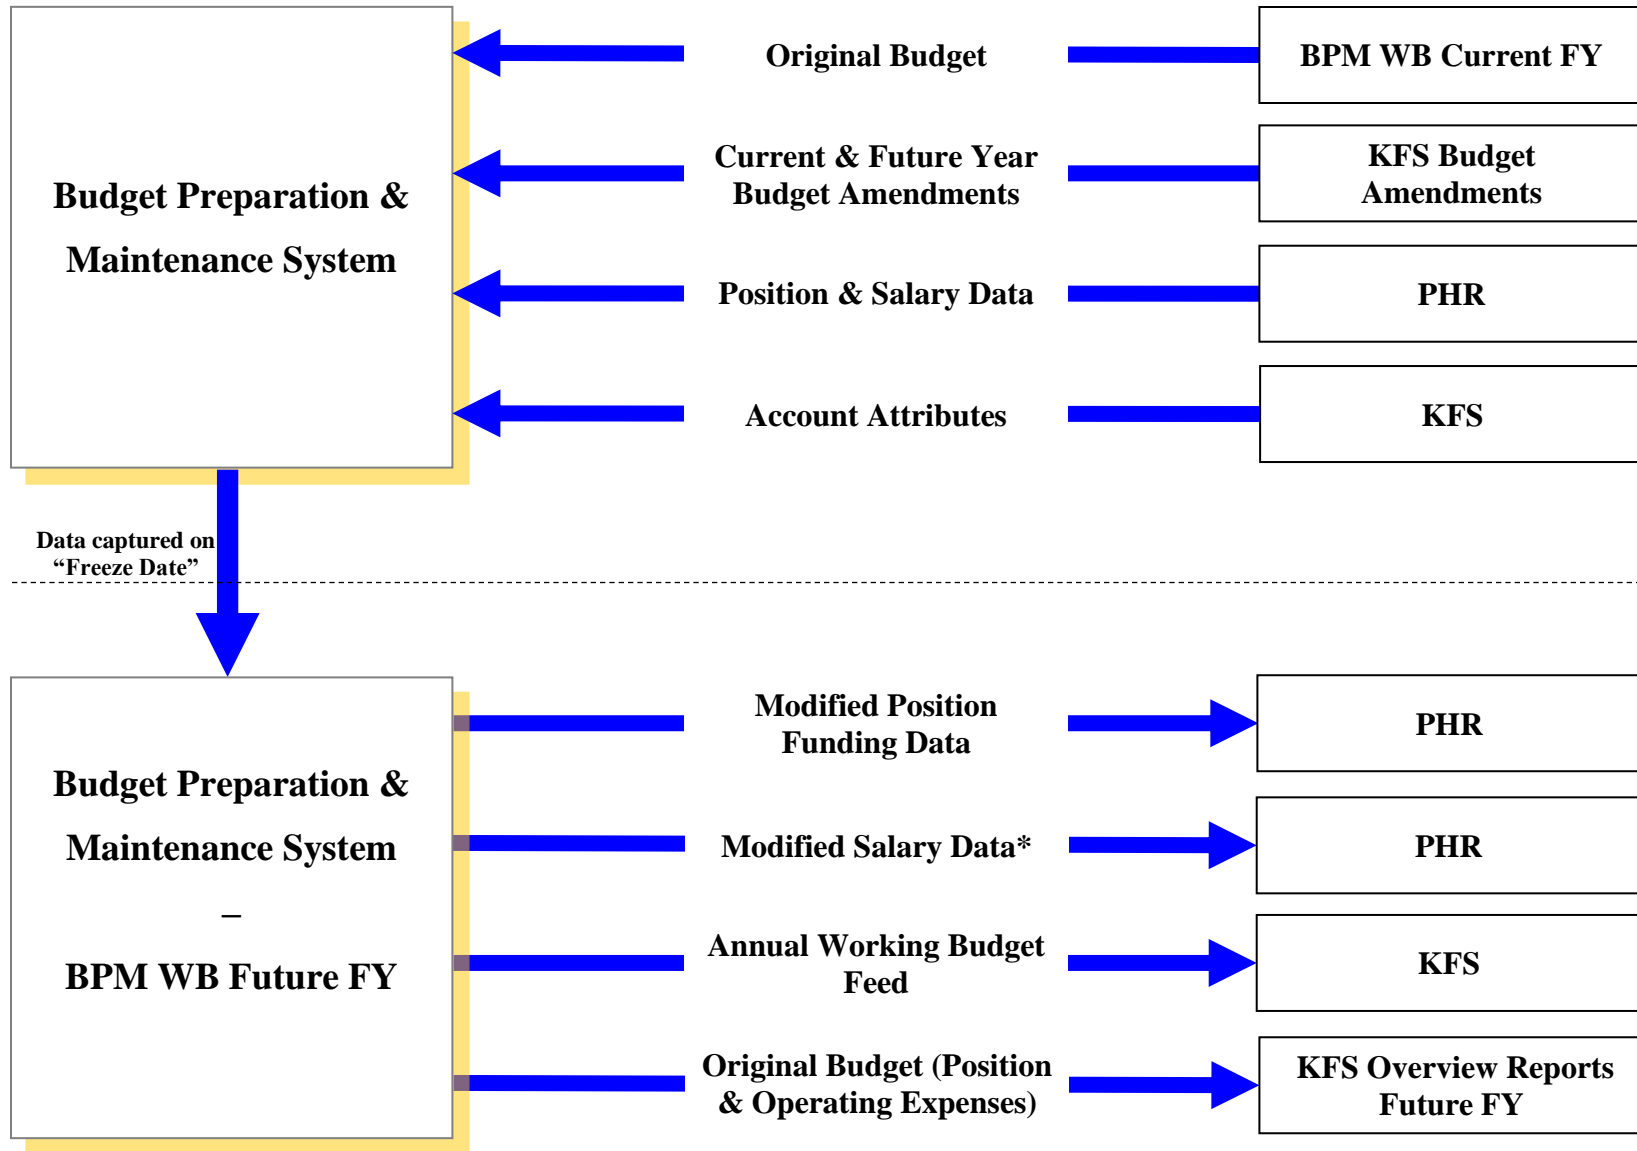 Budget Preparation &
Maintenance System
Original Budget
BPM WB Current FY
Current & Future Year
Budget Amendments
KFS Budget
Amendments
Position & Salary Data
PHR
Account Attributes
KFS
Data captured on
“Freeze Date”
Budget Preparation &
Maintenance System
–
BPM WB Future FY
Modified Position
Funding Data
PHR
Modified Salary Data*
PHR
Annual Working Budget
Feed
KFS
Original Budget (Position
& Operating Expenses)
KFS Overview Reports
Future FY